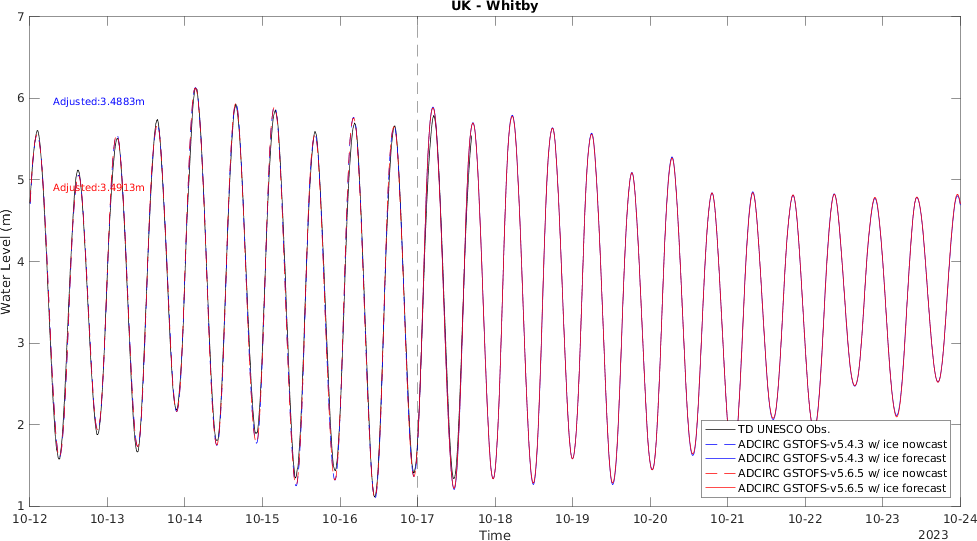 UK - Whitby
7
6
5
4
3
2
1
Water Level (m)
Adjusted:3.4883m
Adjusted:3.4913m
TD UNESCO Obs.
ADCIRC GSTOFS-v5.4.3 w/ ice nowcast
ADCIRC GSTOFS-v5.4.3 w/ ice forecast
ADCIRC GSTOFS-v5.6.5 w/ ice nowcast
ADCIRC GSTOFS-v5.6.5 w/ ice forecast
10-12 10-13 10-14 10-15 10-16 10-17 10-18 10-19 10-20 10-21 10-22 10-23 10-24
Time
2023